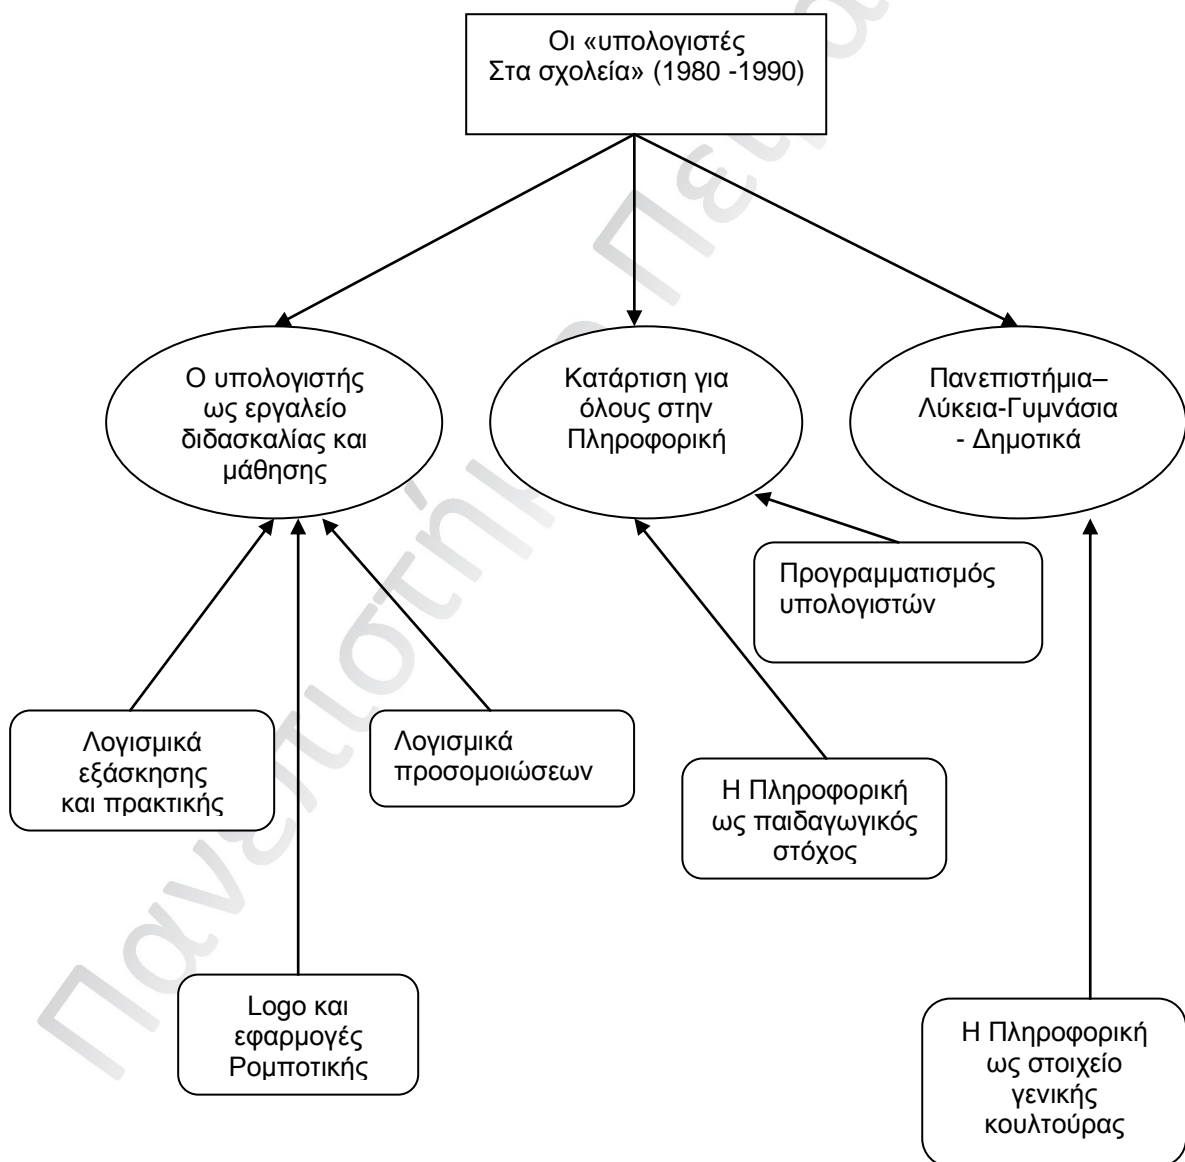 Οι «υπολογιστές
Στα σχολεία» (1980 -1990)
Ο υπολογιστής
ως εργαλείο
διδασκαλίας και
μάθησης
Κατάρτιση για
όλους στην
Πληροφορική
Πανεπιστήμια–
Λύκεια-Γυμνάσια
- Δημοτικά
Προγραμματισμός
υπολογιστών
Λογισμικά
εξάσκησης
και πρακτικής
Λογισμικά
προσομοιώσεων
Η Πληροφορική
ως παιδαγωγικός
στόχος
Logo και
εφαρμογές
Ρομποτικής
Η Πληροφορική
ως στοιχείο
γενικής
κουλτούρας
Πανεπιστήμιο